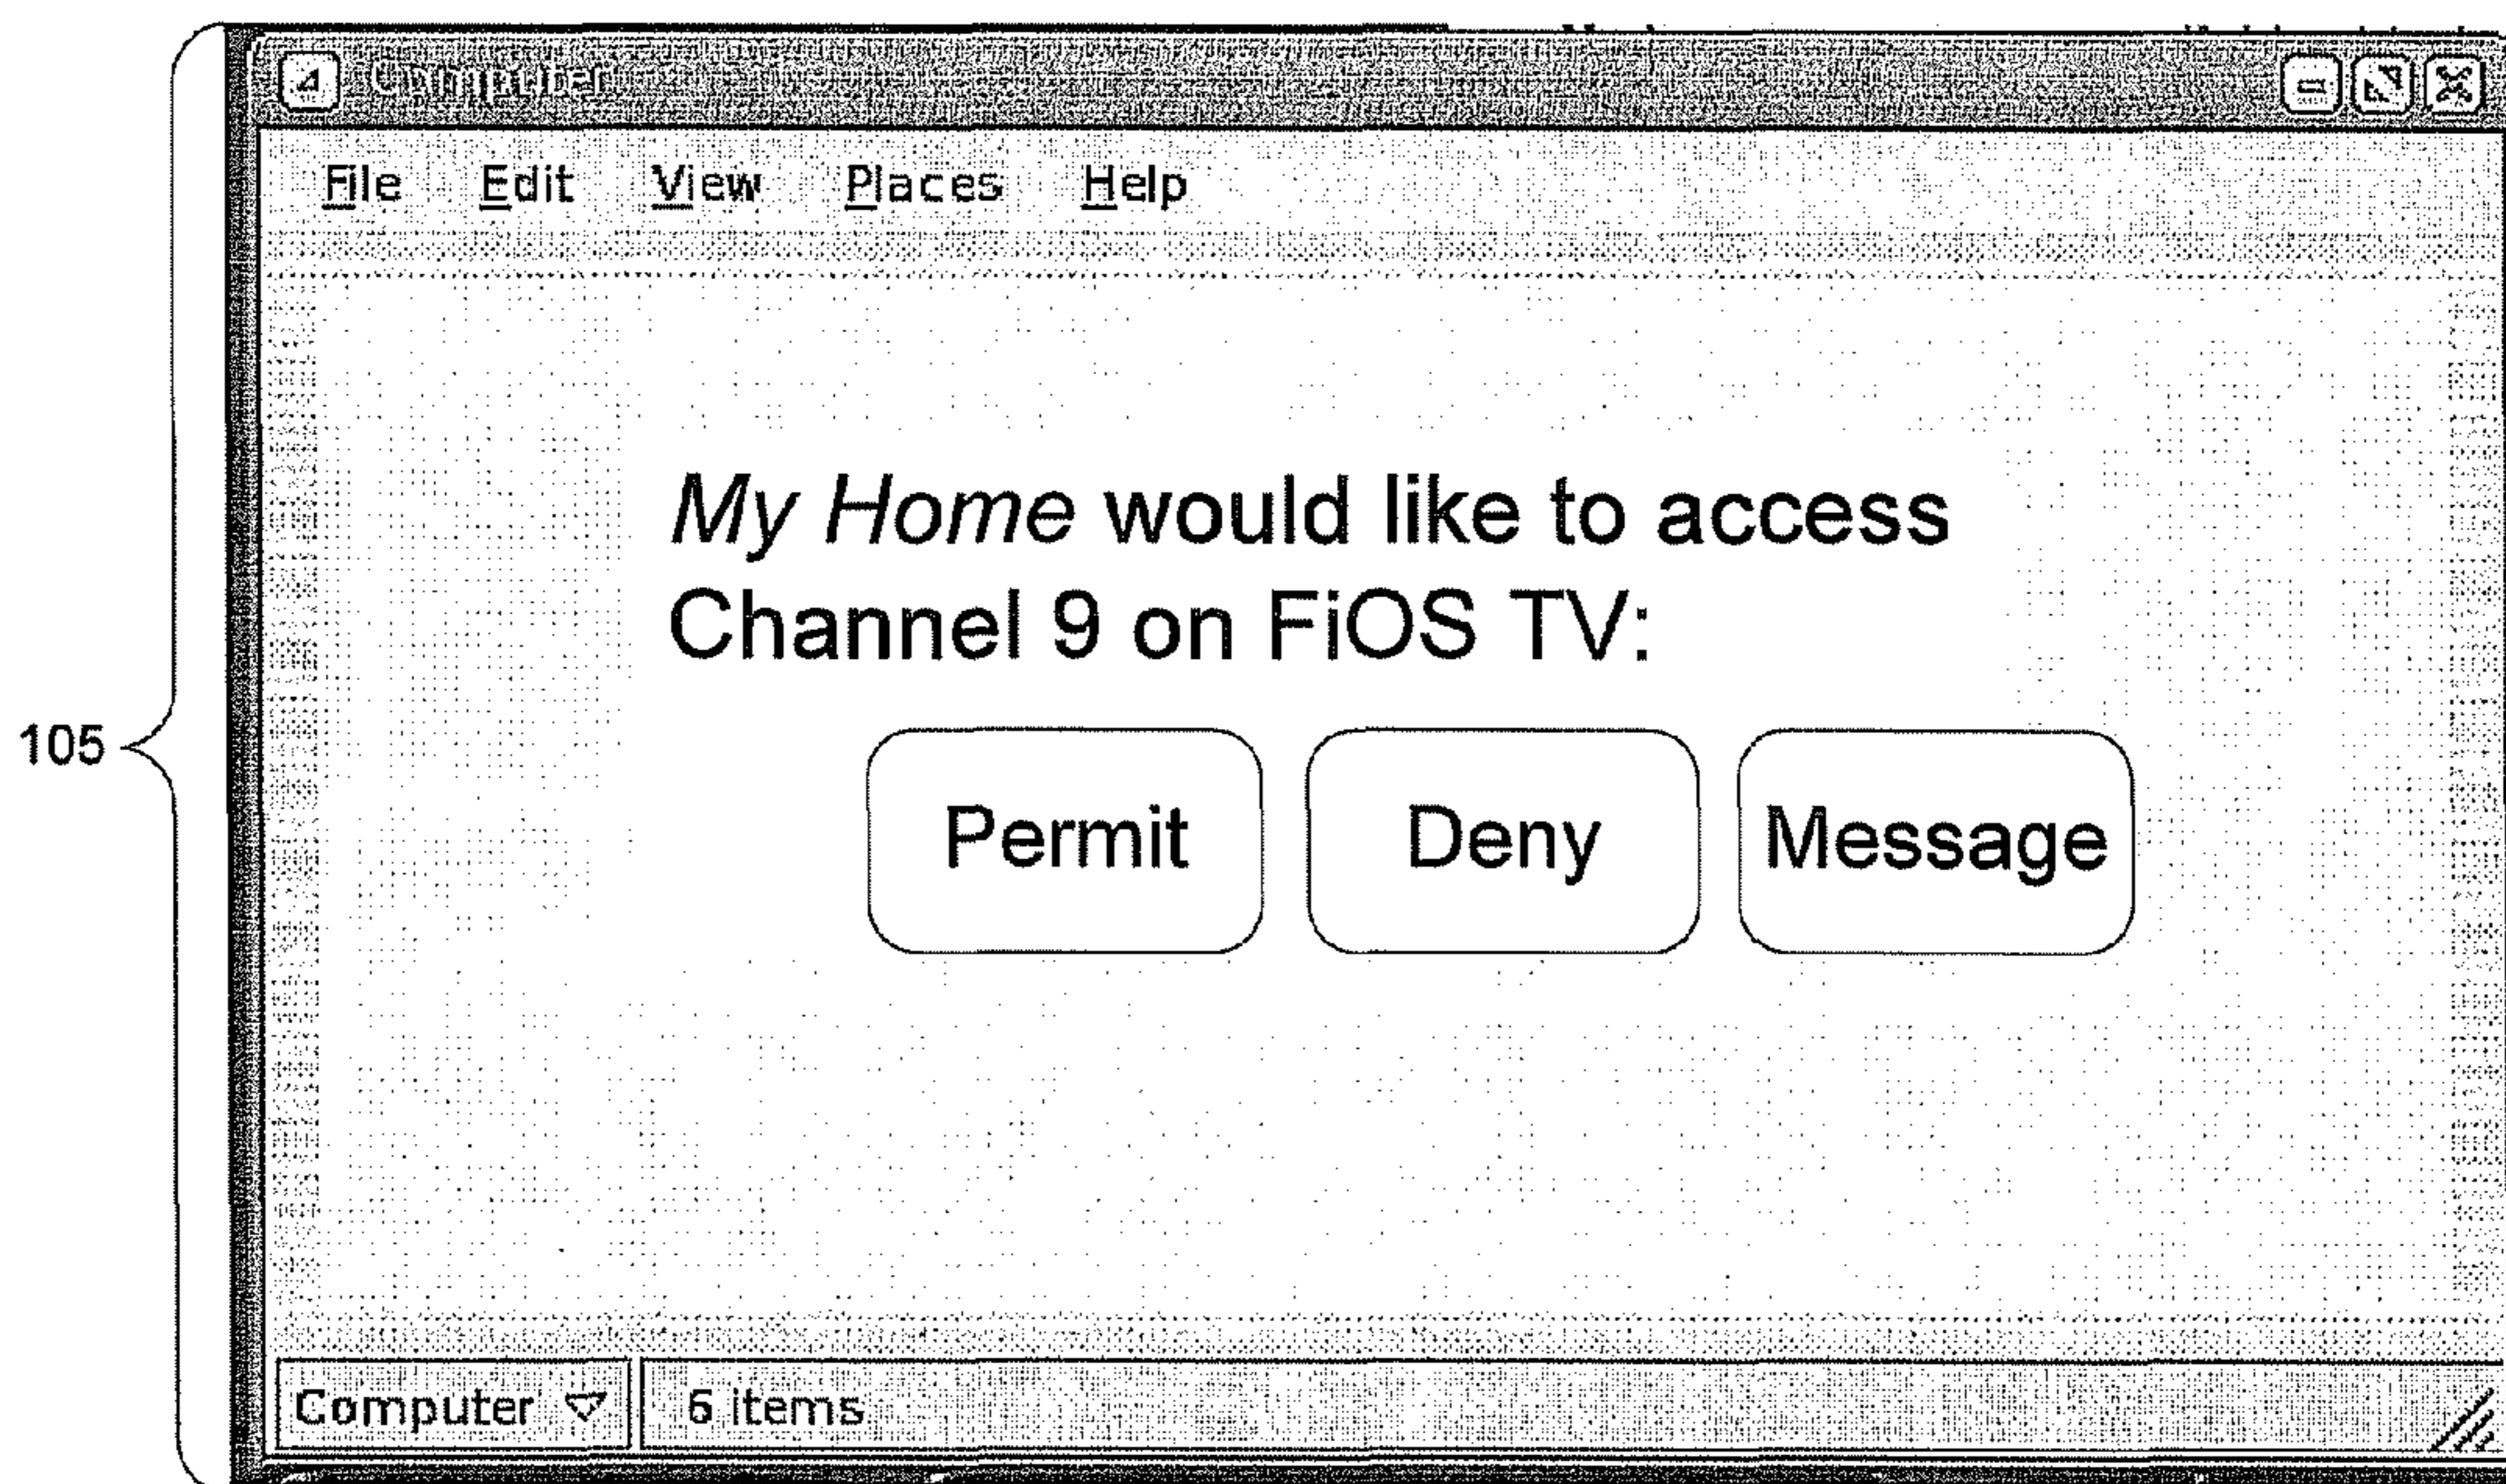 Computer
File Edit View Places Help
My Home would like to access
Channel 9 on FiOS TV:
105
Permit Deny Message
Computer 6 items